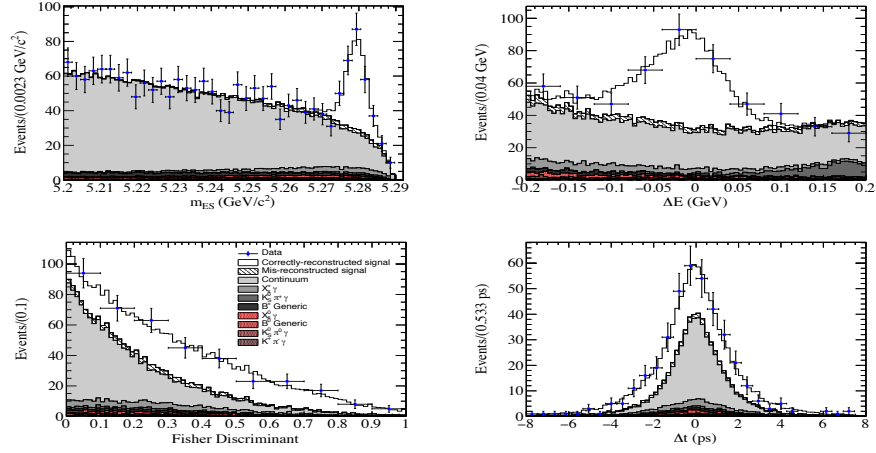 Events/(0.0023 GeV/c²)
100
80
60
40
20
0
5.2 5.21 5.22 5.23 5.24 5.25 5.26 5.27 5.28 5.29
m_ES (GeV/c²)
Events/(0.04 GeV)
100
80
60
40
20
0
−0.2 −0.15 −0.1 −0.05 0 0.05 0.1 0.15 0.2
ΔE (GeV)
Events/(0.1)
100
80
60
40
20
0
0 0.1 0.2 0.3 0.4 0.5 0.6 0.7 0.8 0.9 1
Fisher Discriminant
Data
Correctly-reconstructed signal
Mis-reconstructed signal
Continuum
Generic
Generic
Events/(0.533 ps)
60
50
40
30
20
10
0
−8 −6 −4 −2 0 2 4 6 8
Δt (ps)